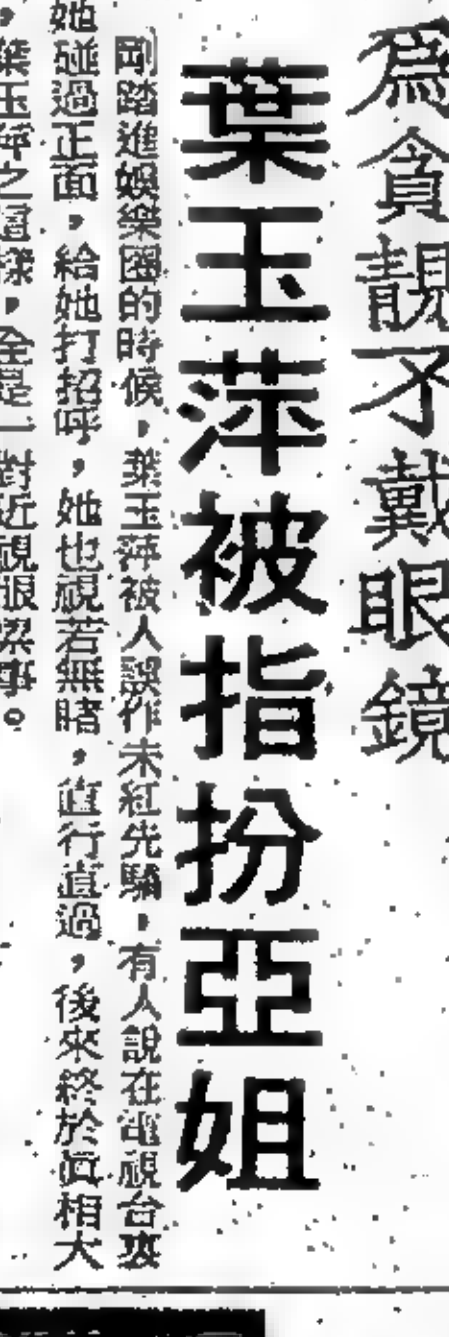 爲貪靚不戴眼鏡
葉玉萍被指扮亞姐
剛踏進娛樂圈的時候，葉玉萍被人誤作未紅先驕，有人說在電視台與
她碰過正面，給她打招呼，她也視若無睹，直行直過，後來終於眞相大
，葉玉萍之這樣，全是一對近視眼累事。